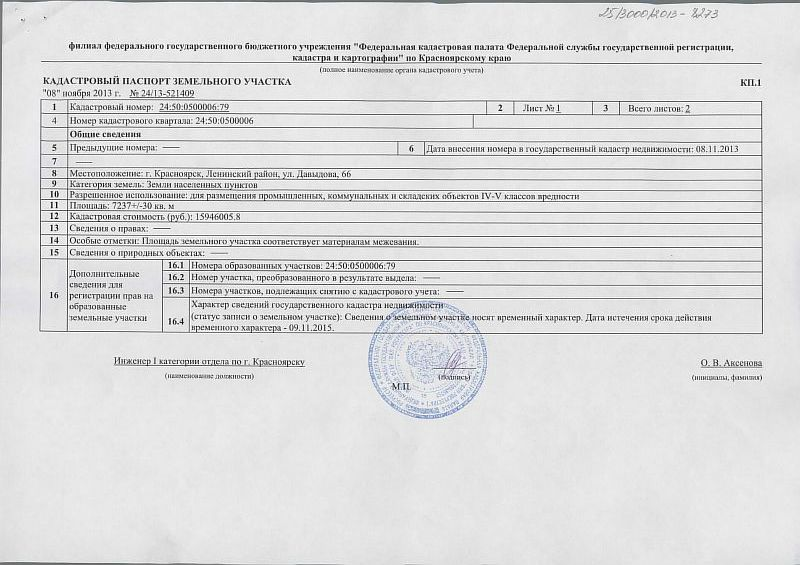 25/3000/2013-8273
филиал федерального государственного бюджетного учреждения "Федеральная кадастровая палата Федеральной службы государственной регистрации,
кадастра и картографии" по Красноярскому краю
(полное наименование органа кадастрового учета)
КАДАСТРОВЫЙ ПАСПОРТ ЗЕМЕЛЬНОГО УЧАСТКА КП.1
"08" ноября 2013 г. № 24/13-521409
1 Кадастровый номер: 24:50:0500006:79 2 Лист № 1 3 Всего листов: 2
4 Номер кадастрового квартала: 24:50:0500006
Общие сведения
5 Предыдущие номера: —— 6 Дата внесения номера в государственный кадастр недвижимости: 08.11.2013
7 ——
8 Местоположение: г. Красноярск, Ленинский район, ул. Давыдова, 66
9 Категория земель: Земли населенных пунктов
10 Разрешенное использование: для размещения промышленных, коммунальных и складских объектов IV-V классов вредности
11 Площадь: 7237+/-30 кв. м
12 Кадастровая стоимость (руб.): 15946005.8
13 Сведения о правах: ——
14 Особые отметки: Площадь земельного участка соответствует материалам межевания.
15 Сведения о природных объектах: ——
16 Дополнительные
сведения для
регистрации прав на
образованные
земельные участки
16.1 Номера образованных участков: 24:50:0500006:79
16.2 Номер участка, преобразованного в результате выдела: ——
16.3 Номера участков, подлежащих снятию с кадастрового учета: ——
16.4 Характер сведений государственного кадастра недвижимости
(статус записи о земельном участке): Сведения о земельном участке носят временный характер. Дата истечения срока действия
временного характера - 09.11.2015.
Инженер I категории отдела по г. Красноярску О. В. Аксенова
(наименование должности) (подпись) (инициалы, фамилия)
М.П.